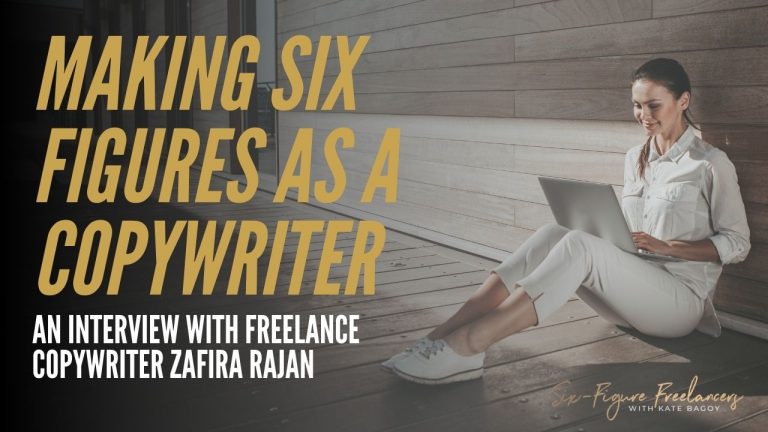 MAKING SIX
FIGURES AS A
COPYWRITER
AN INTERVIEW WITH FREELANCE
COPYWRITER ZAFIRA RAJAN
Six-Figure Freelancers
WITH KATE BAGOY